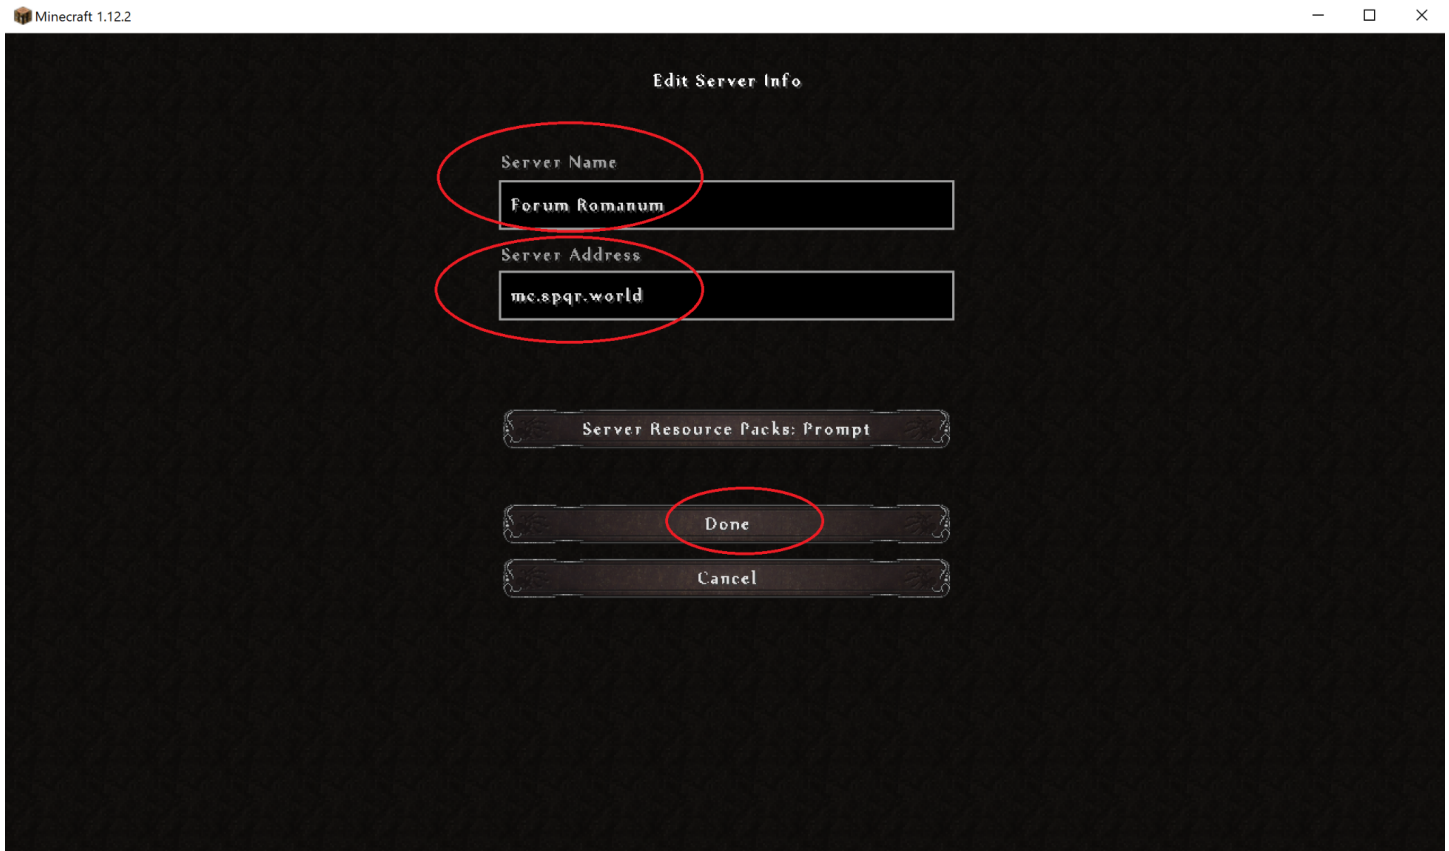 Minecraft 1.12.2
Edit Server Info
Server Name
Forum Romanum
Server Address
mc.spqr.world
Server Resource Packs: Prompt
Done
Cancel